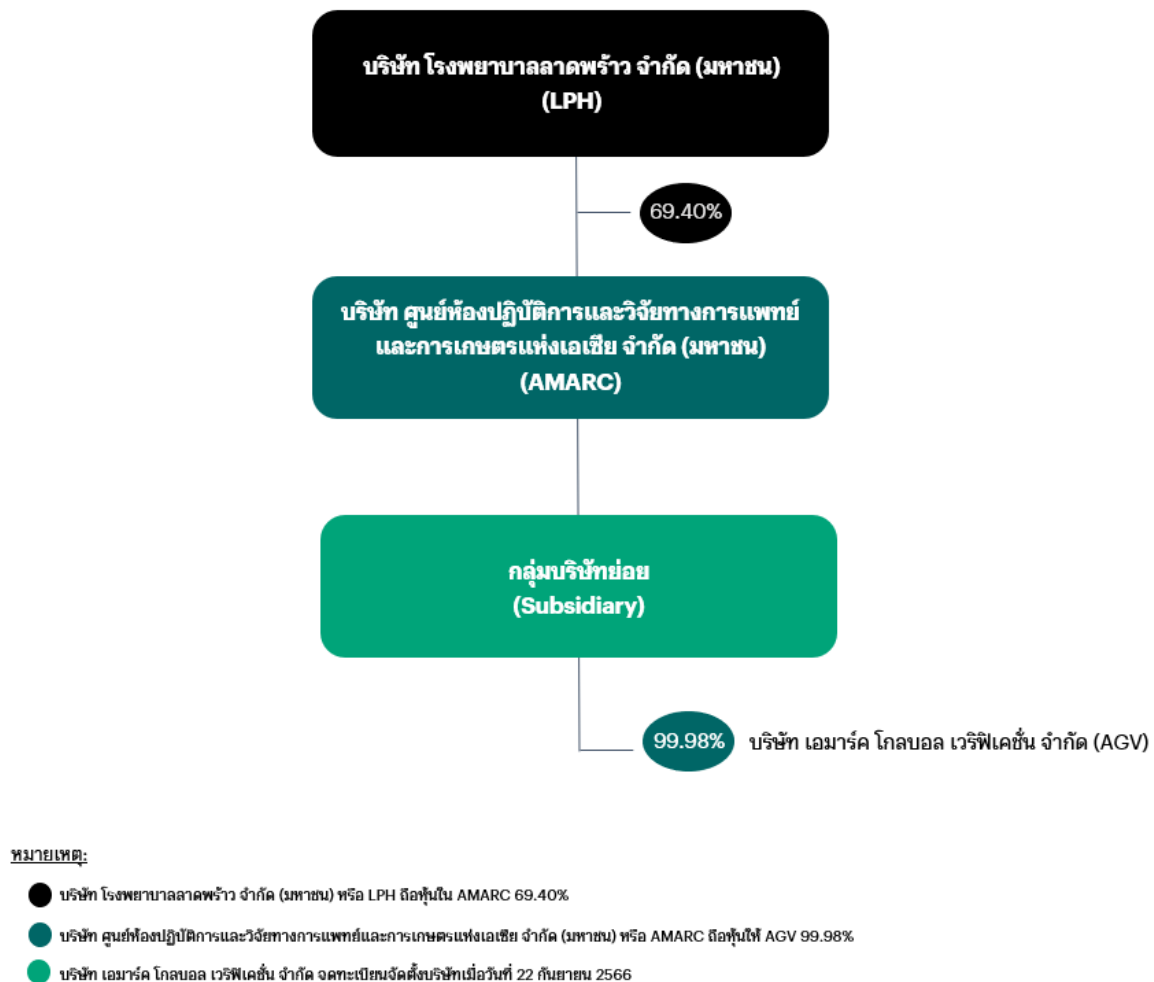 บริษัท โรงพยาบาลลาดพร้าว จำกัด (มหาชน)
(LPH)
69.40%
บริษัท ศูนย์ห้องปฏิบัติการและวิจัยทางการแพทย์
และการเกษตรแห่งเอเชีย จำกัด (มหาชน)
(AMARC)
กลุ่มบริษัทย่อย
(Subsidiary)
99.98% บริษัท เอมาร์ค โกลบอล เวริฟิเคชั่น จำกัด (AGV)
หมายเหตุ:
บริษัท โรงพยาบาลลาดพร้าว จำกัด (มหาชน) หรือ LPH ถือหุ้นใน AMARC 69.40%
บริษัท ศูนย์ห้องปฏิบัติการและวิจัยทางการแพทย์และการเกษตรแห่งเอเชีย จำกัด (มหาชน) หรือ AMARC ถือหุ้นให้ AGV 99.98%
บริษัท เอมาร์ค โกลบอล เวริฟิเคชั่น จำกัด จดทะเบียนจัดตั้งบริษัทเมื่อวันที่ 22 กันยายน 2566